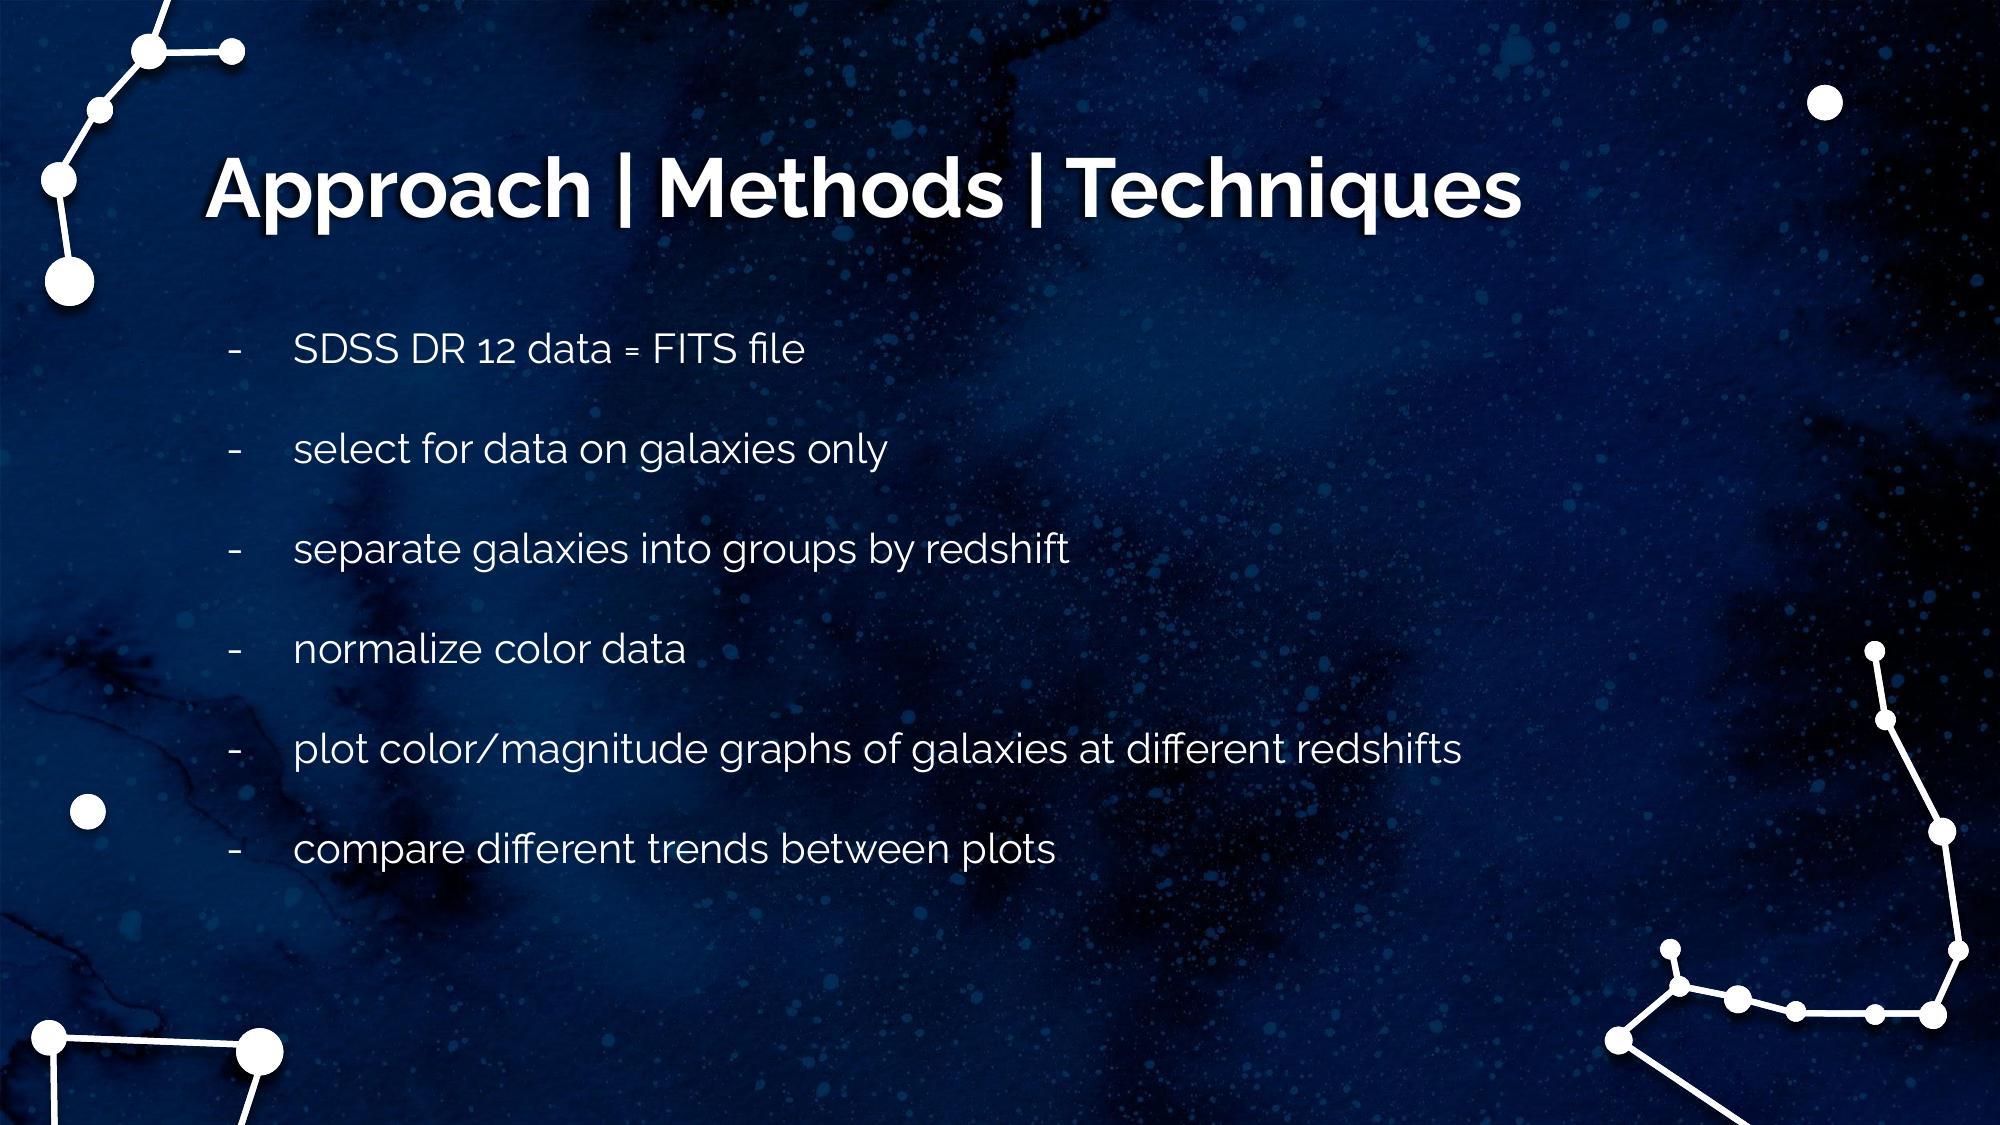 Approach | Methods | Techniques
- SDSS DR 12 data = FITS file
- select for data on galaxies only
- separate galaxies into groups by redshift
- normalize color data
- plot color/magnitude graphs of galaxies at different redshifts
- compare different trends between plots